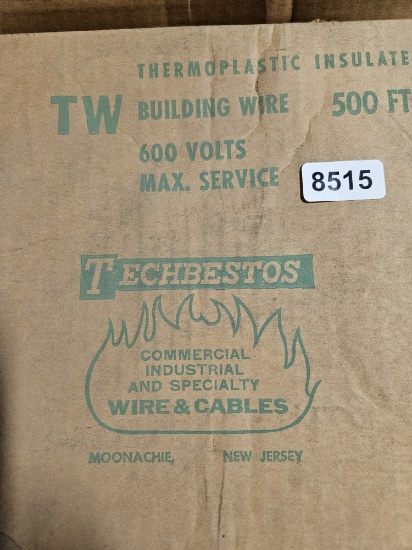 THERMOPLASTIC INSULATE
TW BUILDING WIRE 500 FT
600 VOLTS
MAX. SERVICE
8515
TECHBESTOS
COMMERCIAL
INDUSTRIAL
AND SPECIALTY
WIRE & CABLES
MOONACHIE, NEW JERSEY